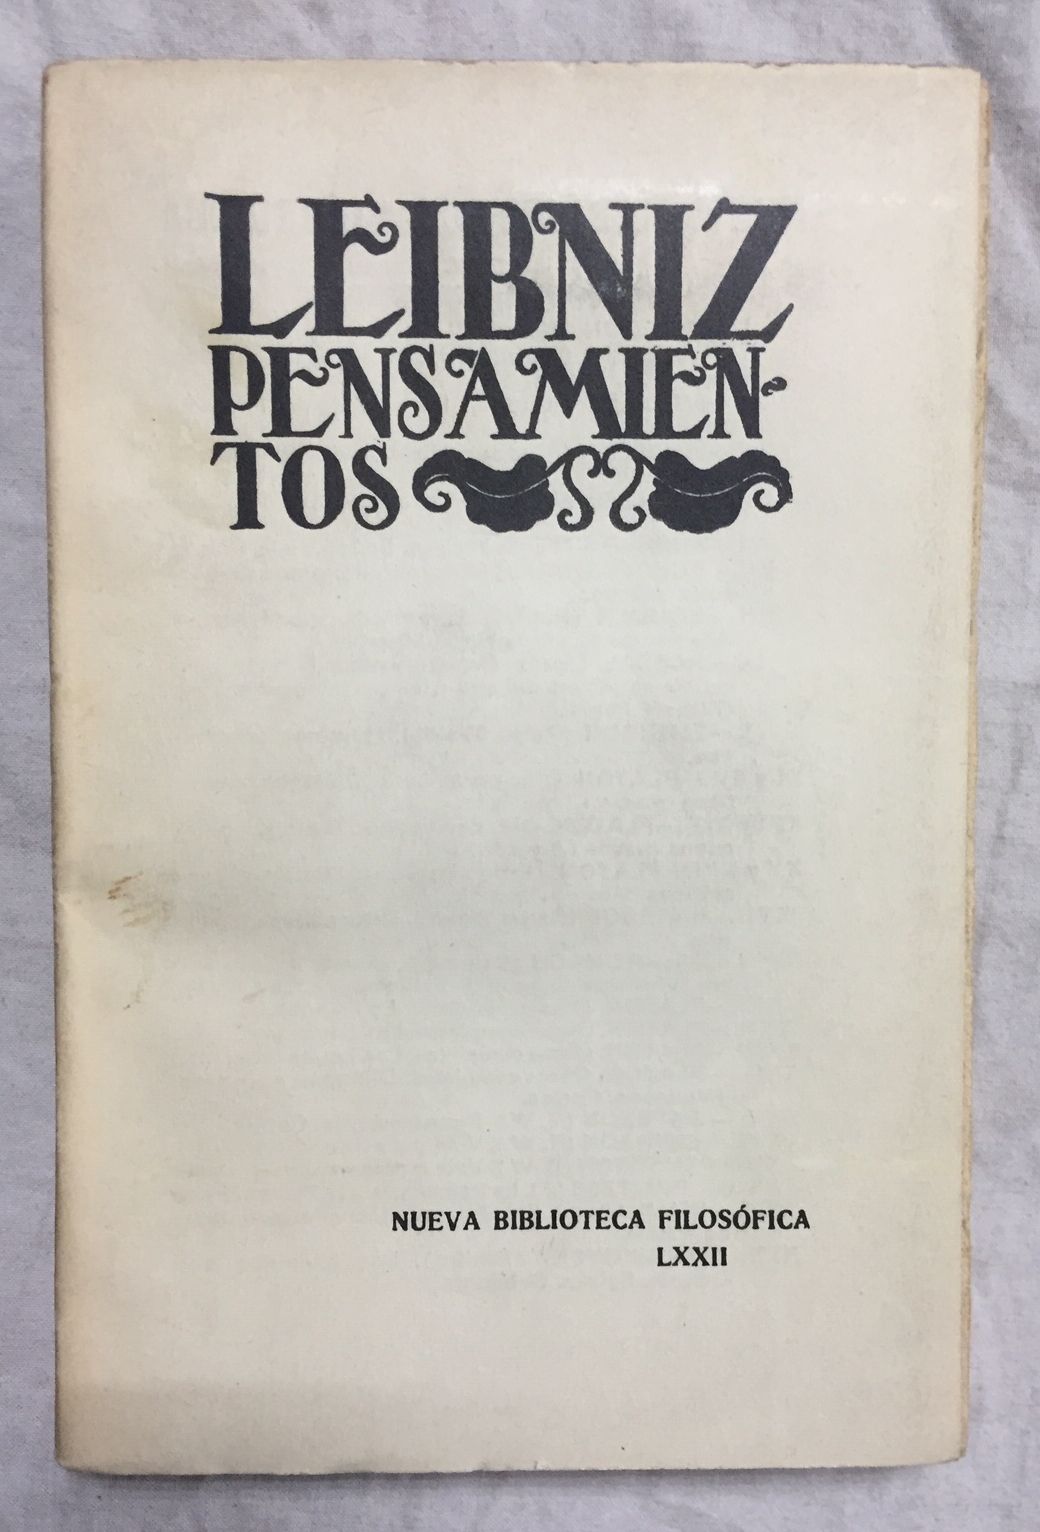 LEIBNIZ
PENSAMIEN-
TOS
NUEVA BIBLIOTECA FILOSÓFICA
LXXII